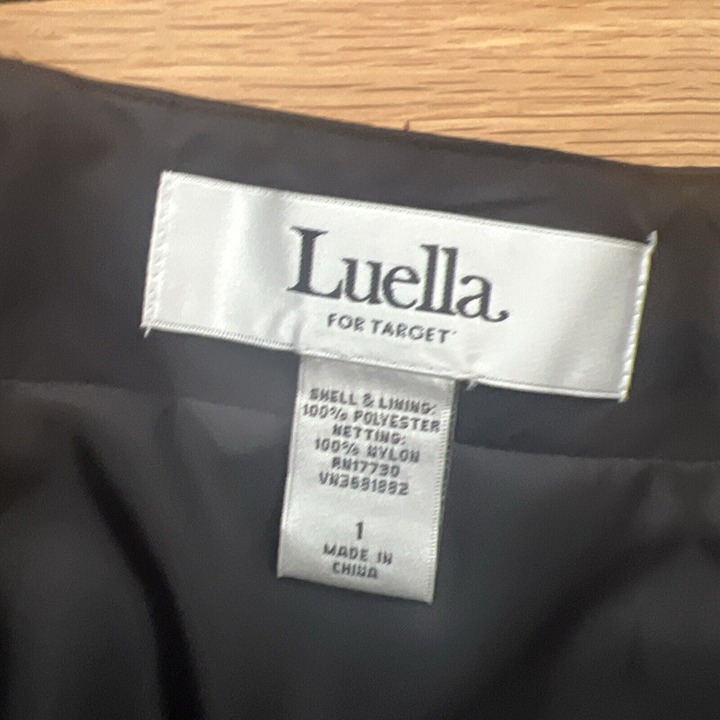 Luella
FOR TARGET
SHELL & LINING:
100% POLYESTER
NETTING:
100% NYLON
RN17730
VN3681882
1
MADE IN
CHINA